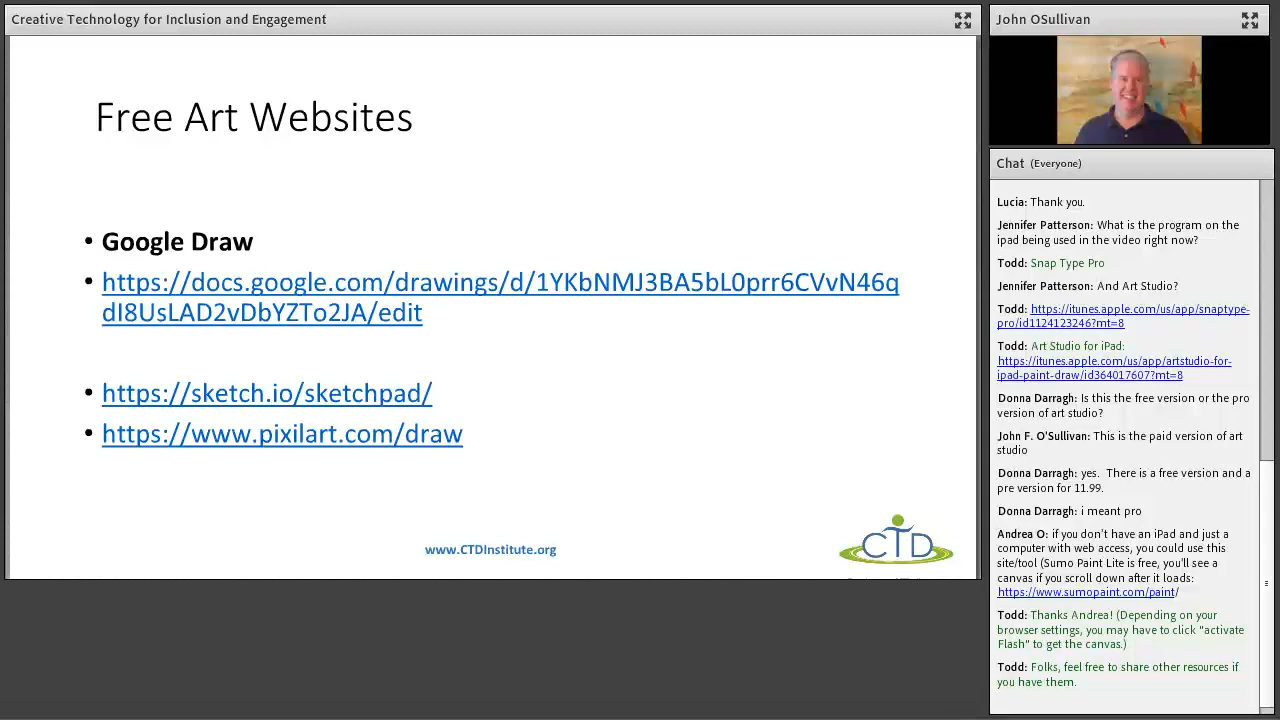 Creative Technology for Inclusion and Engagement
Free Art Websites
• Google Draw
• https://docs.google.com/drawings/d/1YKbNMJ3BA5bL0prr6CVvN46q
dI8UsLAD2vDbYZTo2JA/edit
• https://sketch.io/sketchpad/
• https://www.pixilart.com/draw
www.CTDInstitute.org
CTD
John OSullivan
Chat (Everyone)
Lucia: Thank you.
Jennifer Patterson: What is the program on the
ipad being used in the video right now?
Todd: Snap Type Pro
Jennifer Patterson: And Art Studio?
Todd: https://itunes.apple.com/us/app/snaptype-
pro/id1124123246?mt=8
Todd: Art Studio for iPad:
https://itunes.apple.com/us/app/artstudio-for-
ipad-paint-draw/id364017607?mt=8
Donna Darragh: Is this the free version or the pro
version of art studio?
John F. O'Sullivan: This is the paid version of art
studio
Donna Darragh: yes.  There is a free version and a
pre version for 11.99.
Donna Darragh: i meant pro
Andrea O: if you don't have an iPad and just a
computer with web access, you could use this
site/tool (Sumo Paint Lite is free, you'll see a
canvas if you scroll down after it loads:
https://www.sumopaint.com/paint/
Todd: Thanks Andrea! (Depending on your
browser settings, you may have to click "activate
Flash" to get the canvas.)
Todd: Folks, feel free to share other resources if
you have them.